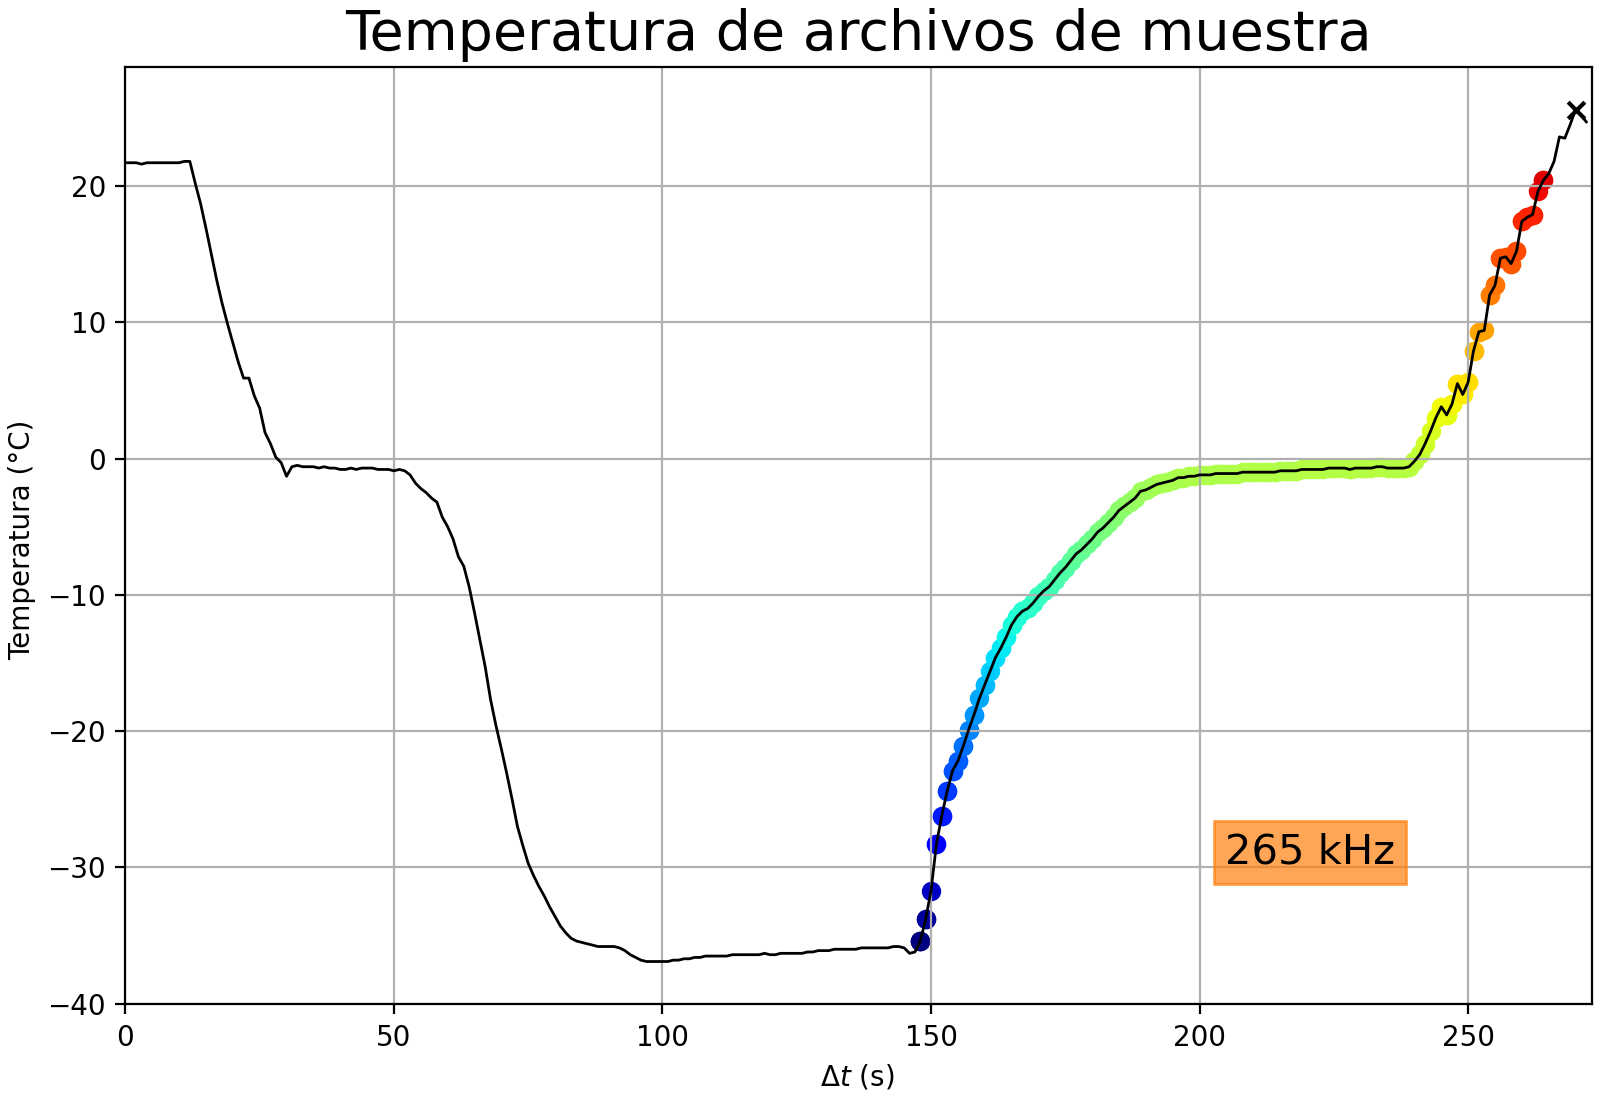 Temperatura de archivos de muestra
Temperatura (°C)
20
10
0
−10
−20
−30
−40
265 kHz
0 50 100 150 200 250
Δt (s)